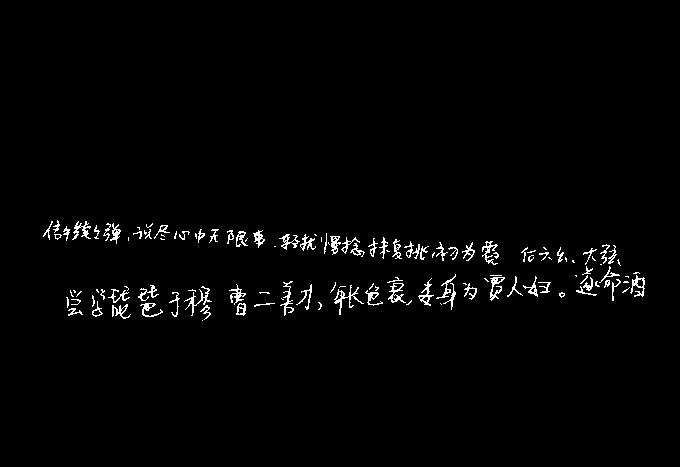 信手续续弹,说尽心中无限事.轻拢慢捻抹复挑,初为霓 后六幺、大弦
尝学琵琶于穆 曹二善才,年长色衰委身为贾人妇。遂命酒